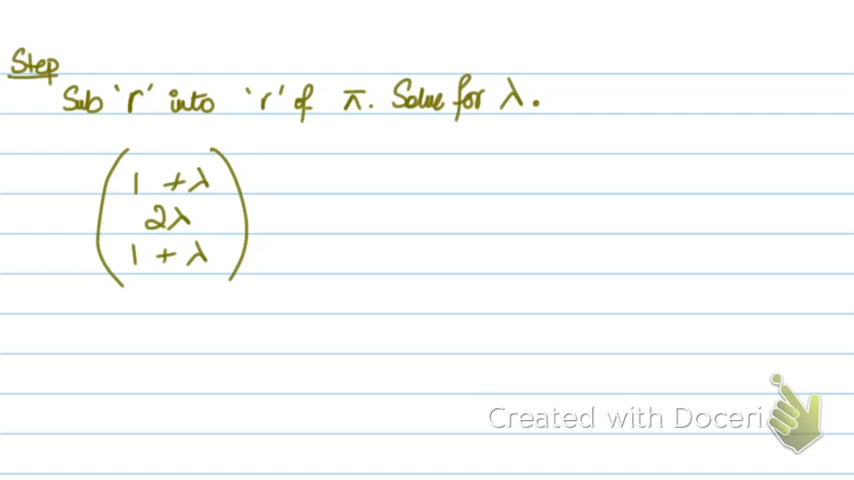 Step
Sub 'r' into 'r' of π. Solve for λ.
1 + λ
2λ
1 + λ
Created with Doceri